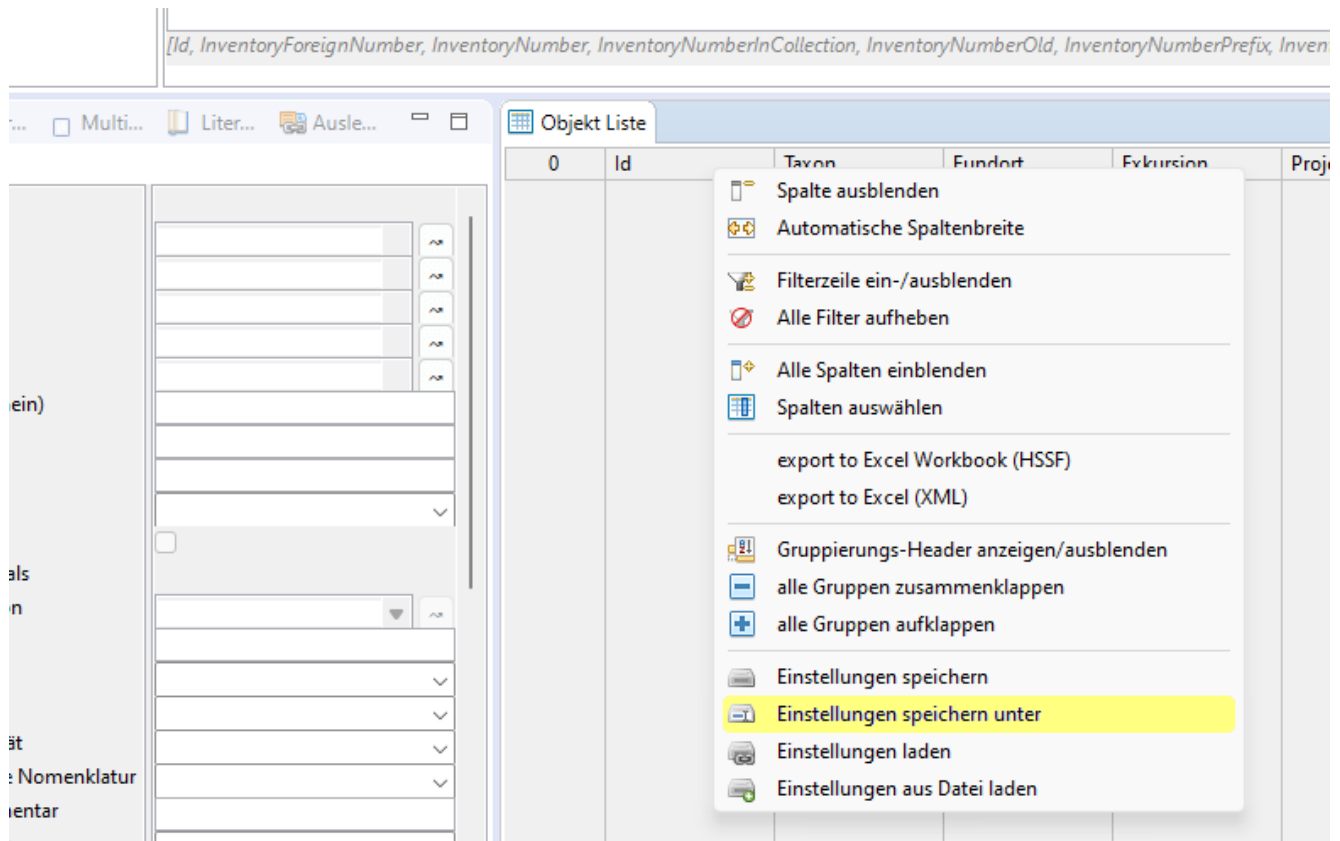 [Id, InventoryForeignNumber, InventoryNumber, InventoryNumberInCollection, InventoryNumberOld, InventoryNumberPrefix, Invent
r... Multi... Liter... Ausle... Objekt Liste
0 Id Taxon Fundort Exkursion Proje
Spalte ausblenden
Automatische Spaltenbreite
Filterzeile ein-/ausblenden
Alle Filter aufheben
Alle Spalten einblenden
ein)
Spalten auswählen
export to Excel Workbook (HSSF)
export to Excel (XML)
Gruppierungs-Header anzeigen/ausblenden
als
alle Gruppen zusammenklappen
on
alle Gruppen aufklappen
Einstellungen speichern
Einstellungen speichern unter
ät
Einstellungen laden
e Nomenklatur
Einstellungen aus Datei laden
entar